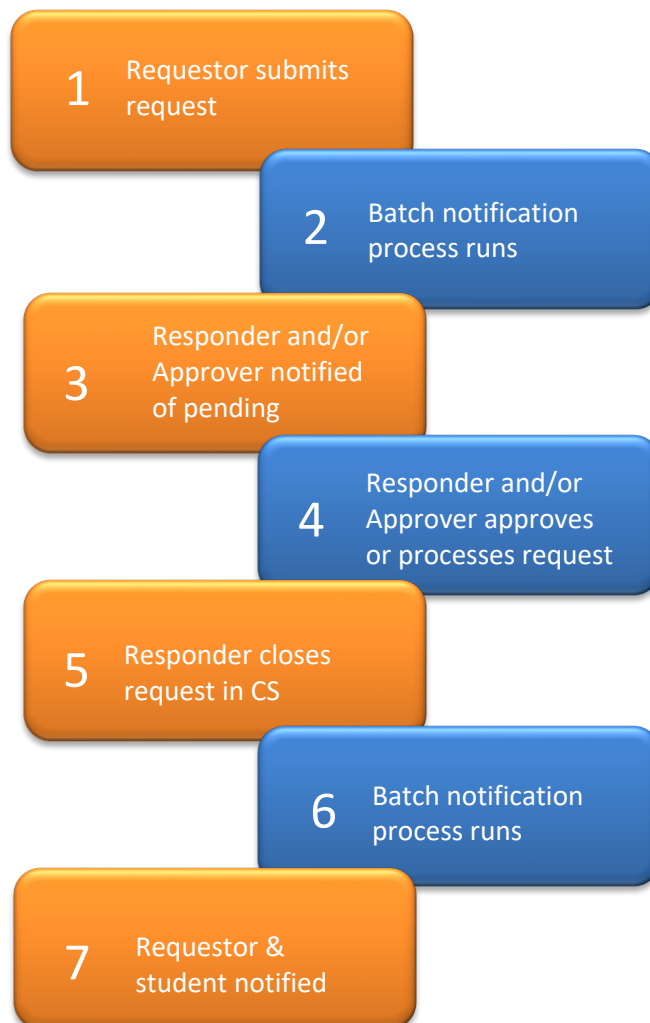 1
Requestor submits
request
2
Batch notification
process runs
3
Responder and/or
Approver notified
of pending
4
Responder and/or
Approver approves
or processes request
5
Responder closes
request in CS
6
Batch notification
process runs
7
Requestor &
student notified